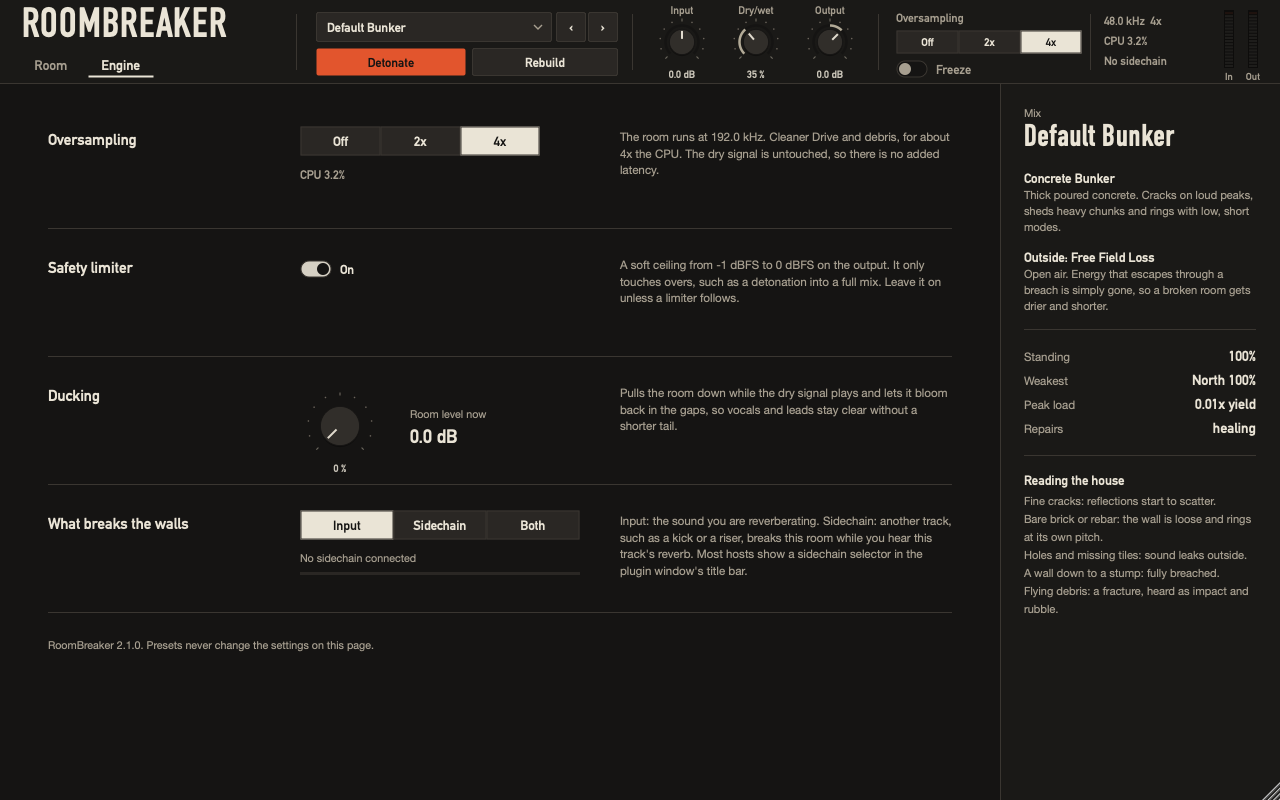 ROOMBREAKER
Room
Engine
Default Bunker
‹
›
Detonate
Rebuild
Input
0.0 dB
Dry/wet
35 %
Output
0.0 dB
Oversampling
Off
2x
4x
Freeze
48.0 kHz 4x
CPU 3.2%
No sidechain
In
Out
Oversampling
Off
2x
4x
CPU 3.2%
The room runs at 192.0 kHz. Cleaner Drive and debris, for about
4x the CPU. The dry signal is untouched, so there is no added
latency.
Safety limiter
On
A soft ceiling from -1 dBFS to 0 dBFS on the output. It only
touches overs, such as a detonation into a full mix. Leave it on
unless a limiter follows.
Ducking
0 %
Room level now
0.0 dB
Pulls the room down while the dry signal plays and lets it bloom
back in the gaps, so vocals and leads stay clear without a
shorter tail.
What breaks the walls
Input
Sidechain
Both
No sidechain connected
Input: the sound you are reverberating. Sidechain: another track,
such as a kick or a riser, breaks this room while you hear this
track's reverb. Most hosts show a sidechain selector in the
plugin window's title bar.
RoomBreaker 2.1.0. Presets never change the settings on this page.
Mix
Default Bunker
Concrete Bunker
Thick poured concrete. Cracks on loud peaks,
sheds heavy chunks and rings with low, short
modes.
Outside: Free Field Loss
Open air. Energy that escapes through a
breach is simply gone, so a broken room gets
drier and shorter.
Standing 100%
Weakest North 100%
Peak load 0.01x yield
Repairs healing
Reading the house
Fine cracks: reflections start to scatter.
Bare brick or rebar: the wall is loose and rings
at its own pitch.
Holes and missing tiles: sound leaks outside.
A wall down to a stump: fully breached.
Flying debris: a fracture, heard as impact and
rubble.